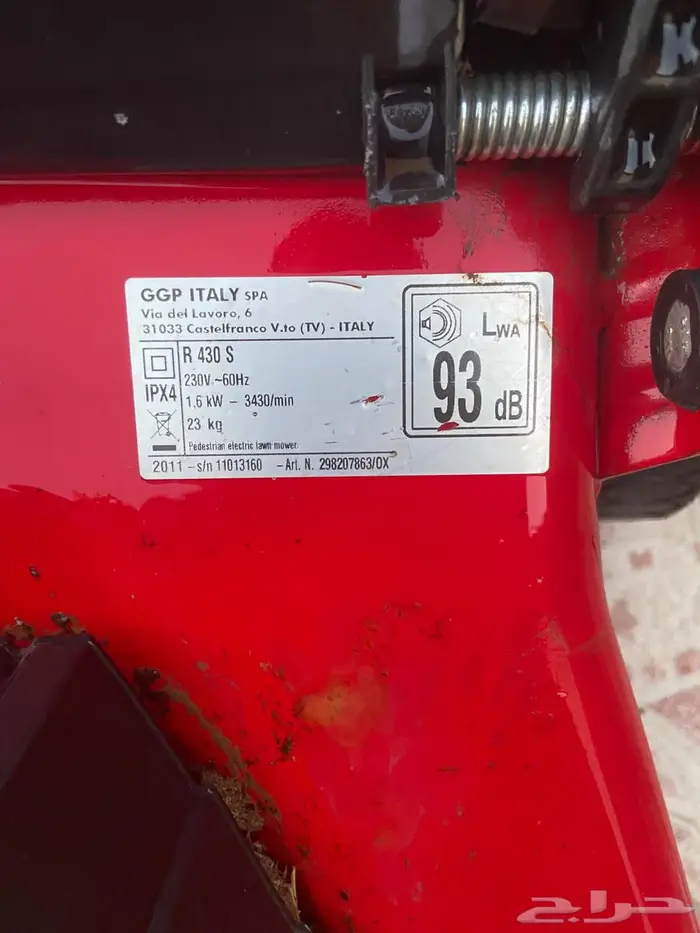 GGP ITALY SPA
Via del Lavoro, 6
31033 Castelfranco V.to (TV) - ITALY
R 430 S
IPX4
230V ~60Hz
1,6 kW - 3430/min
23 kg
Pedestrian electric lawn mower
2011 - s/n 11013160 - Art. N. 298207863/0X
LWA
93 dB
حراج